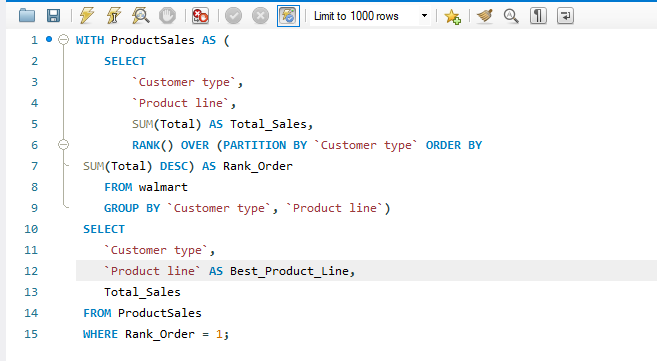 Limit to 1000 rows
1 WITH ProductSales AS (
2 SELECT
3 `Customer type`,
4 `Product line`,
5 SUM(Total) AS Total_Sales,
6 RANK() OVER (PARTITION BY `Customer type` ORDER BY
7 SUM(Total) DESC) AS Rank_Order
8 FROM walmart
9 GROUP BY `Customer type`, `Product line`)
10 SELECT
11 `Customer type`,
12 `Product line` AS Best_Product_Line,
13 Total_Sales
14 FROM ProductSales
15 WHERE Rank_Order = 1;